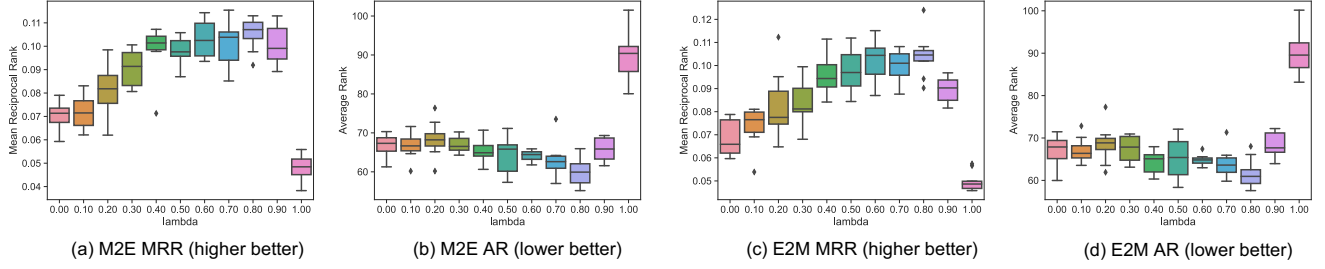 Mean Reciprocal Rank
0.11
0.10
0.09
0.08
0.07
0.06
0.05
0.04
0.00 0.10 0.20 0.30 0.40 0.50 0.60 0.70 0.80 0.90 1.00
lambda
(a) M2E MRR (higher better)
Average Rank
100
90
80
70
60
0.00 0.10 0.20 0.30 0.40 0.50 0.60 0.70 0.80 0.90 1.00
lambda
(b) M2E AR (lower better)
Mean Reciprocal Rank
0.12
0.11
0.10
0.09
0.08
0.07
0.06
0.05
0.00 0.10 0.20 0.30 0.40 0.50 0.60 0.70 0.80 0.90 1.00
lambda
(c) E2M MRR (higher better)
Average Rank
100
90
80
70
60
0.00 0.10 0.20 0.30 0.40 0.50 0.60 0.70 0.80 0.90 1.00
lambda
(d) E2M AR (lower better)